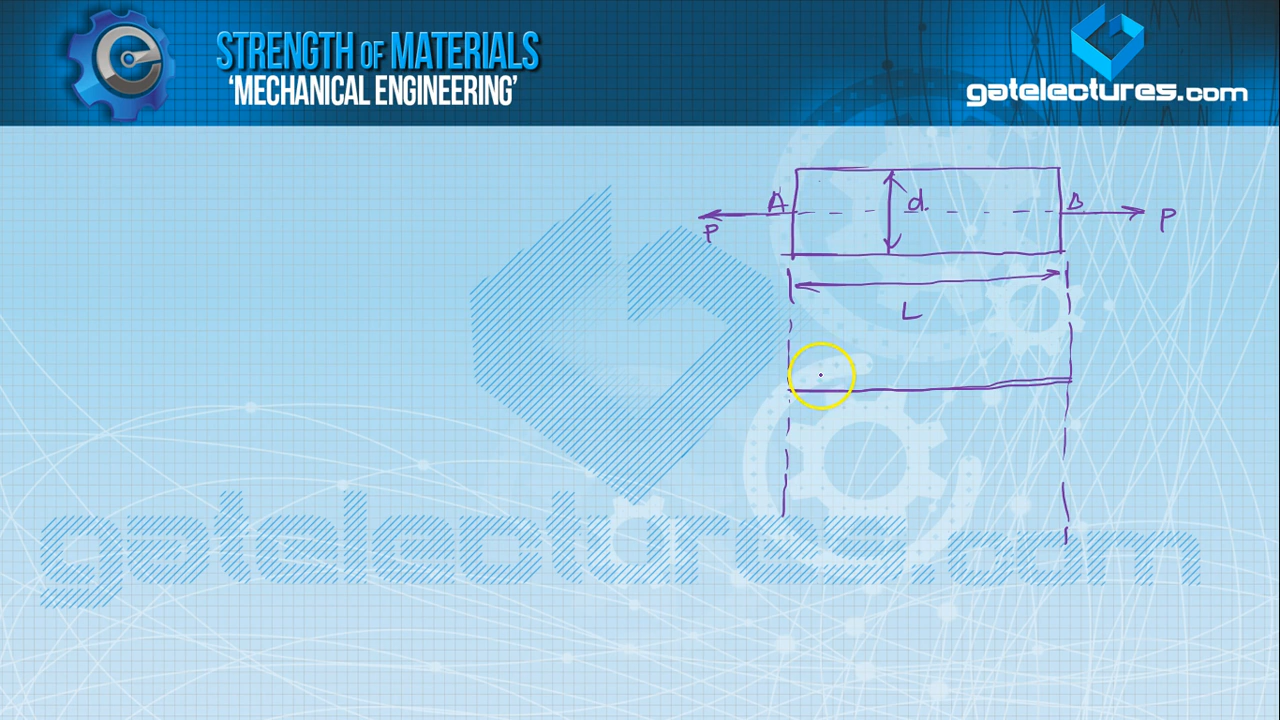 STRENGTH OF MATERIALS
'MECHANICAL ENGINEERING'
gatelectures.com
A
d.
B
P
P
L
gatelectures.com